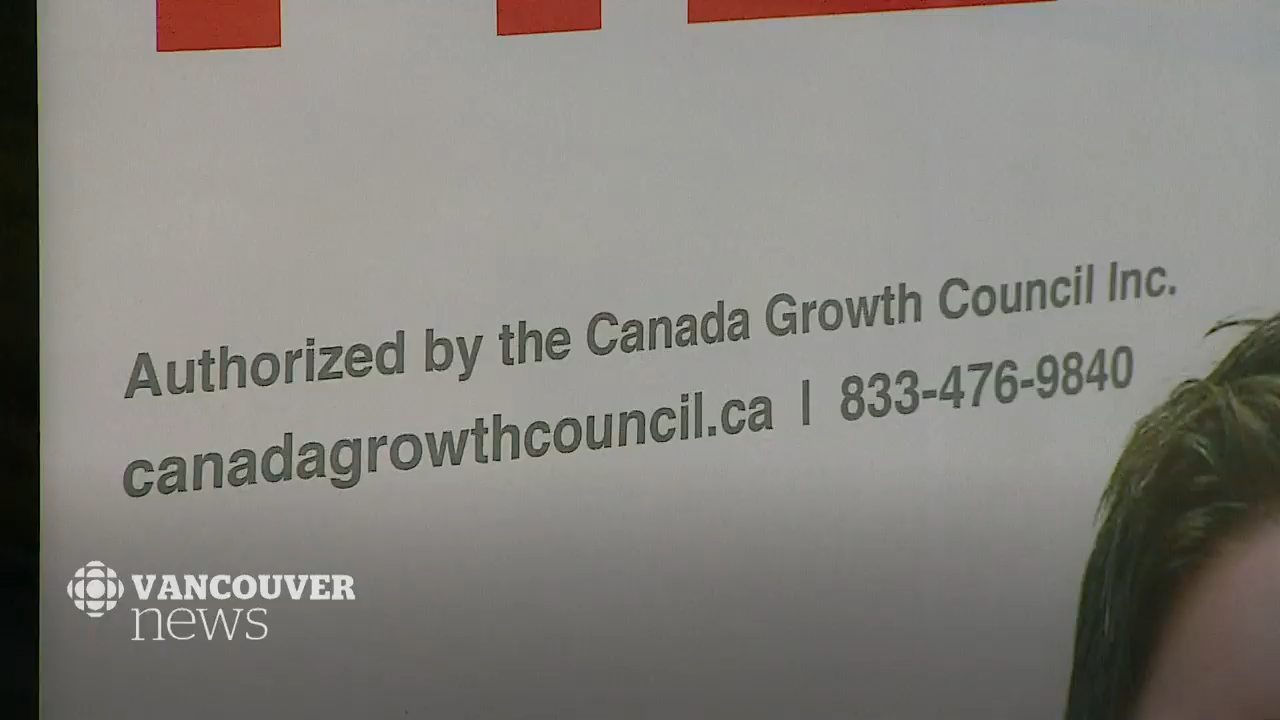 Authorized by the Canada Growth Council Inc.
canadagrowthcouncil.ca | 833-476-9840
VANCOUVER
news